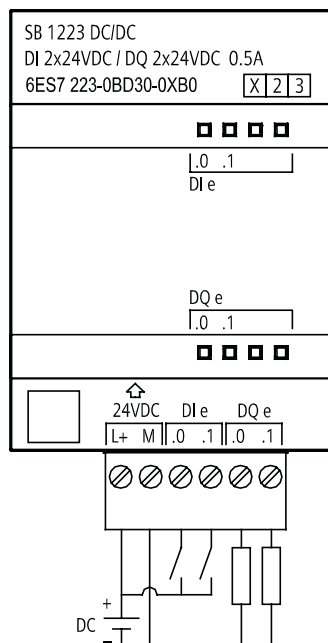 SB 1223 DC/DC
DI 2x24VDC / DQ 2x24VDC 0.5A
6ES7 223-0BD30-0XB0 X 2 3
.0 .1
DI e
DQ e
.0 .1
24VDC DI e DQ e
L+ M .0 .1 .0 .1
+
DC
−